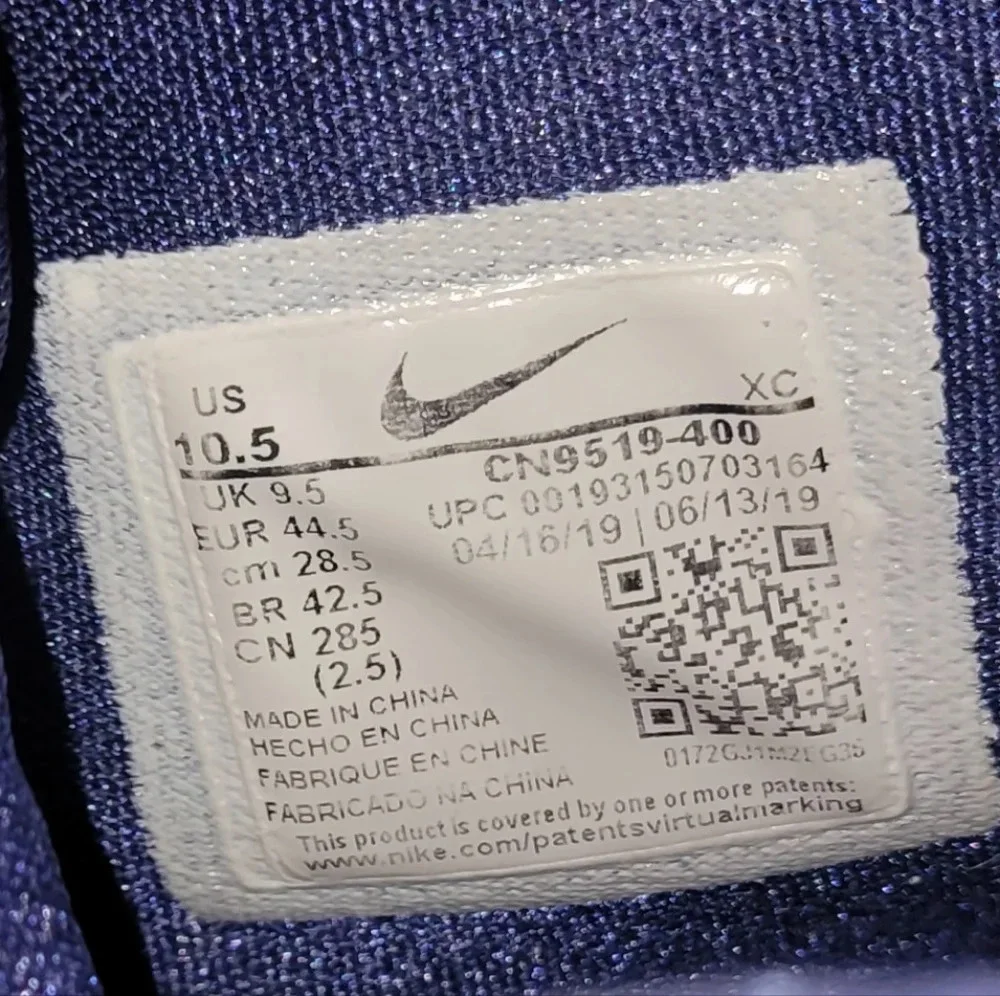 US
10.5
XC
UK 9.5
EUR 44.5
cm 28.5
BR 42.5
CN 285
(2.5)
CN9519-400
UPC 00193150703164
04/16/19 | 06/13/19
MADE IN CHINA
HECHO EN CHINA
FABRIQUE EN CHINE
FABRICADO NA CHINA
This product is covered by one or more patents:
www.nike.com/patentsvirtualmarking